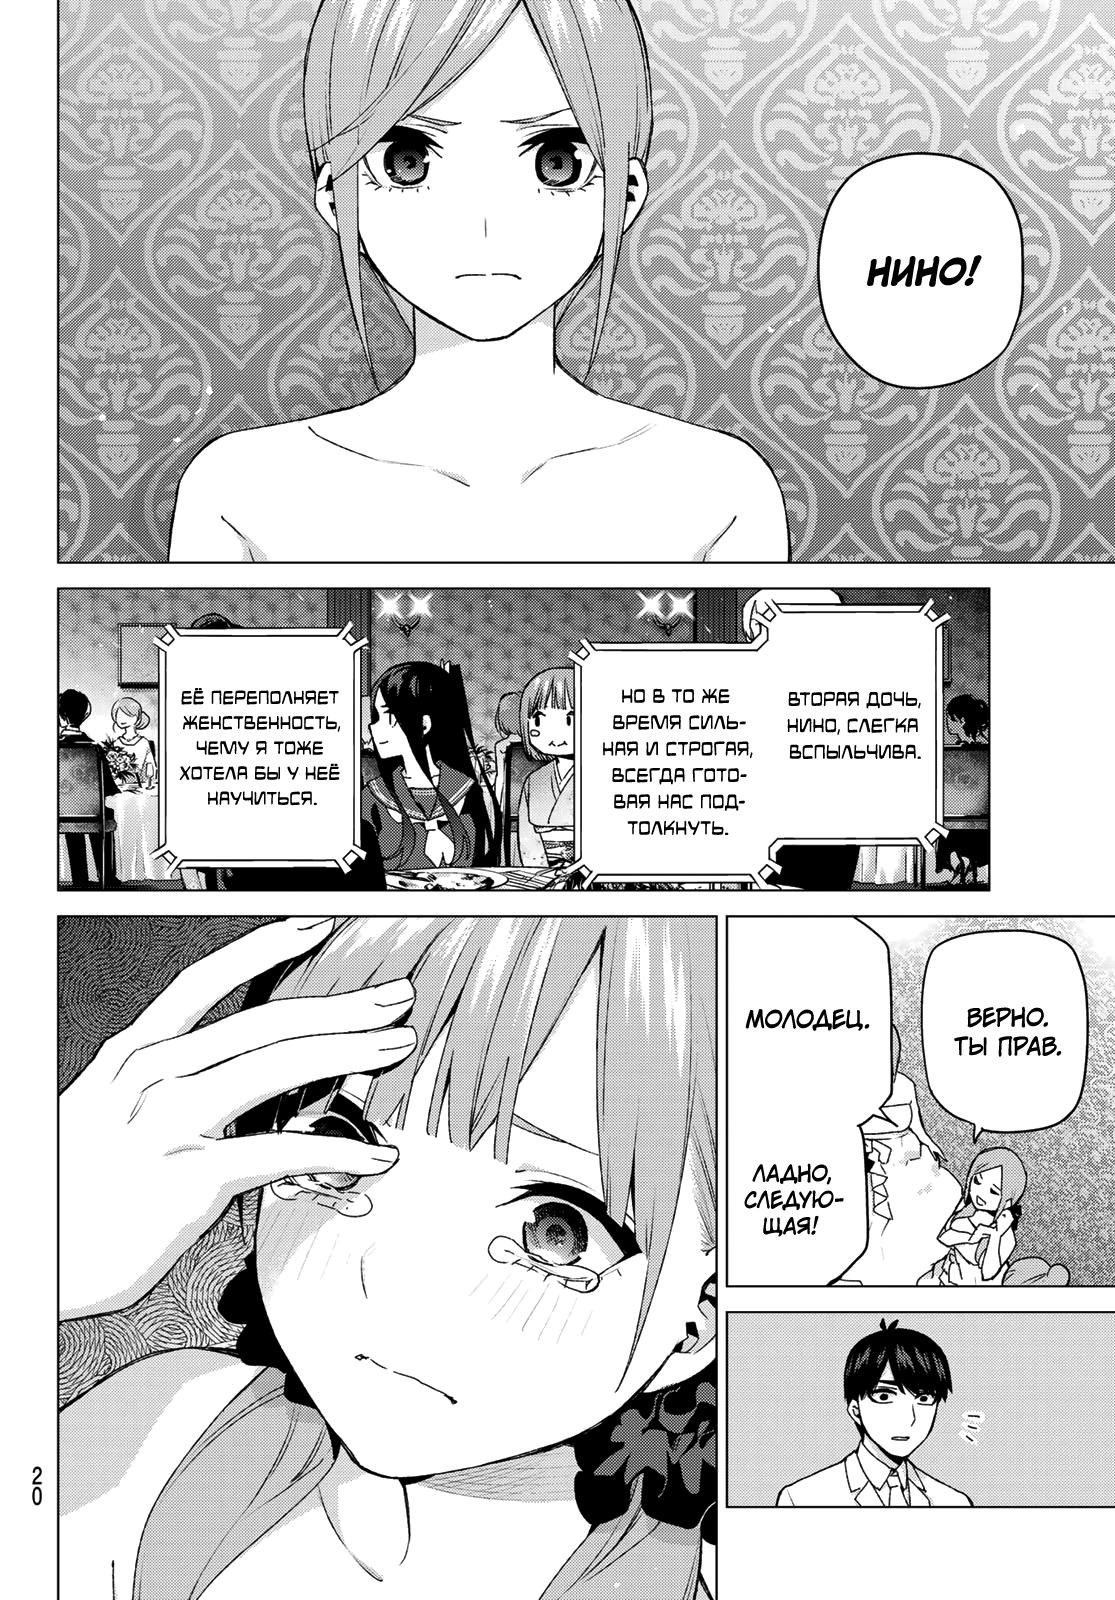 НИНО!
ВТОРАЯ ДОЧЬ,
НИНО, СЛЕГКА
ВСПЫЛЬЧИВА.
НО В ТО ЖЕ
ВРЕМЯ СИЛЬ-
НАЯ И СТРОГАЯ,
ВСЕГДА ГОТО-
ВАЯ НАС ПОД-
ТОЛКНУТЬ.
ЕЁ ПЕРЕПОЛНЯЕТ
ЖЕНСТВЕННОСТЬ,
ЧЕМУ Я ТОЖЕ
ХОТЕЛА БЫ У НЕЁ
НАУЧИТЬСЯ.
ВЕРНО.
ТЫ ПРАВ.
МОЛОДЕЦ.
ЛАДНО,
СЛЕДУЮ-
ЩАЯ!
20